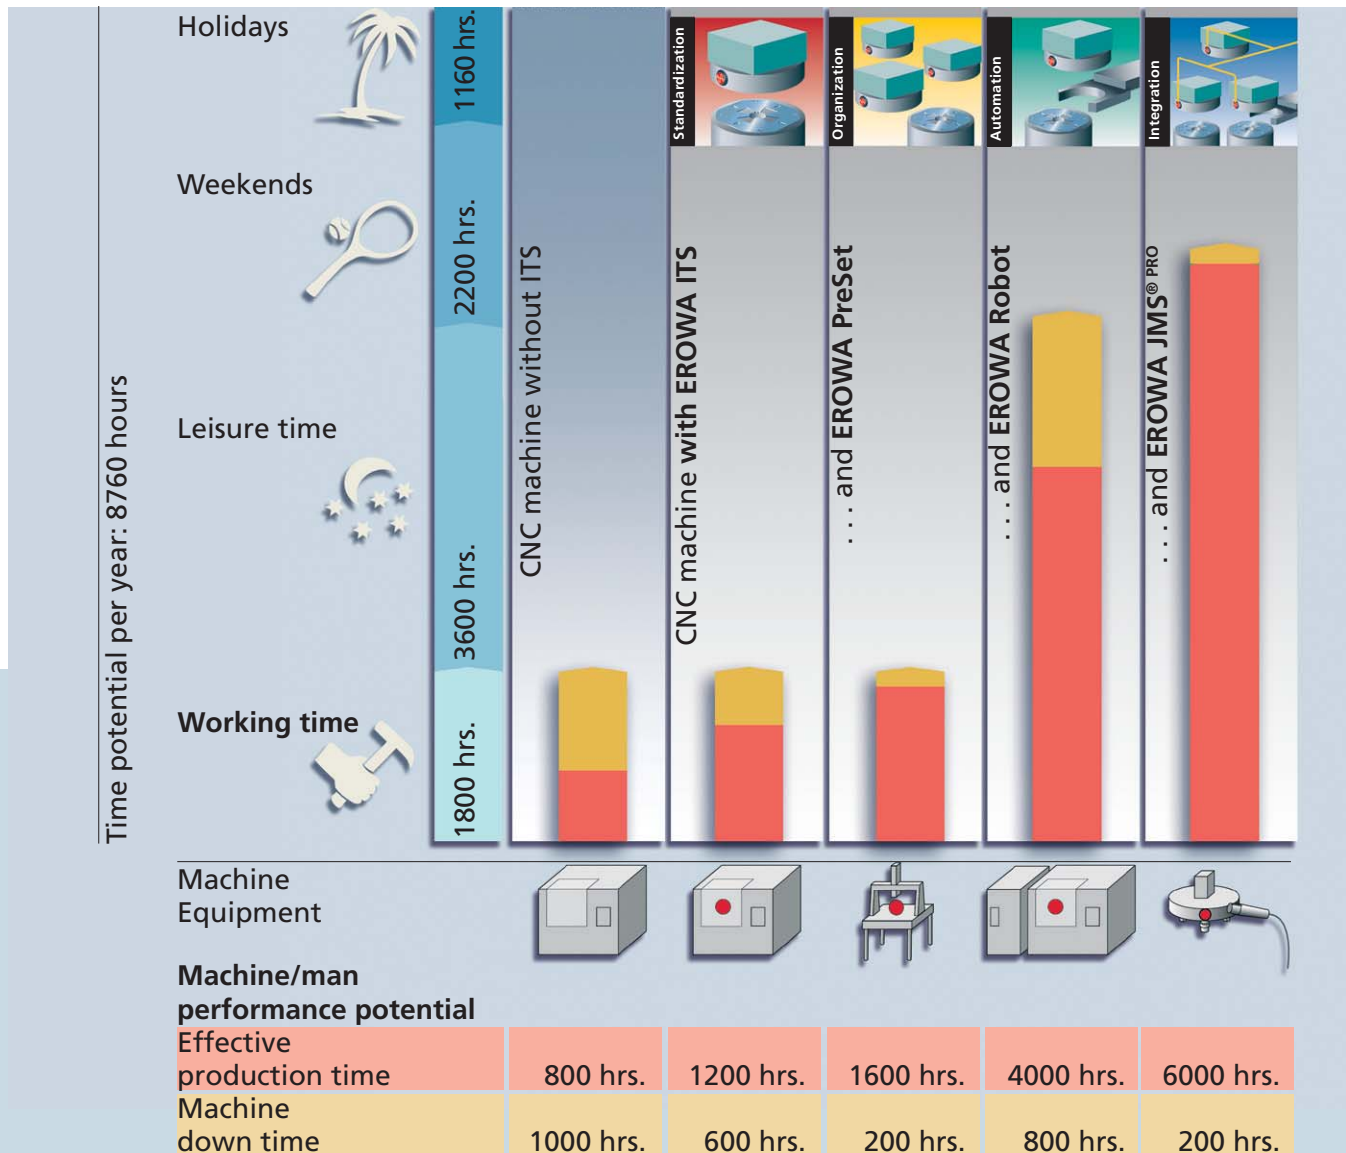 Time potential per year: 8760 hours
Holidays
Weekends
Leisure time
Working time
1160 hrs.
2200 hrs.
3600 hrs.
1800 hrs.
CNC machine without ITS
Standardization
CNC machine with EROWA ITS
Organization
. . . and EROWA PreSet
Automation
. . . and EROWA Robot
Integration
. . . and EROWA JMS® PRO
Machine
Equipment
Machine/man
performance potential
Effective
production time 800 hrs. 1200 hrs. 1600 hrs. 4000 hrs. 6000 hrs.
Machine
down time 1000 hrs. 600 hrs. 200 hrs. 800 hrs. 200 hrs.